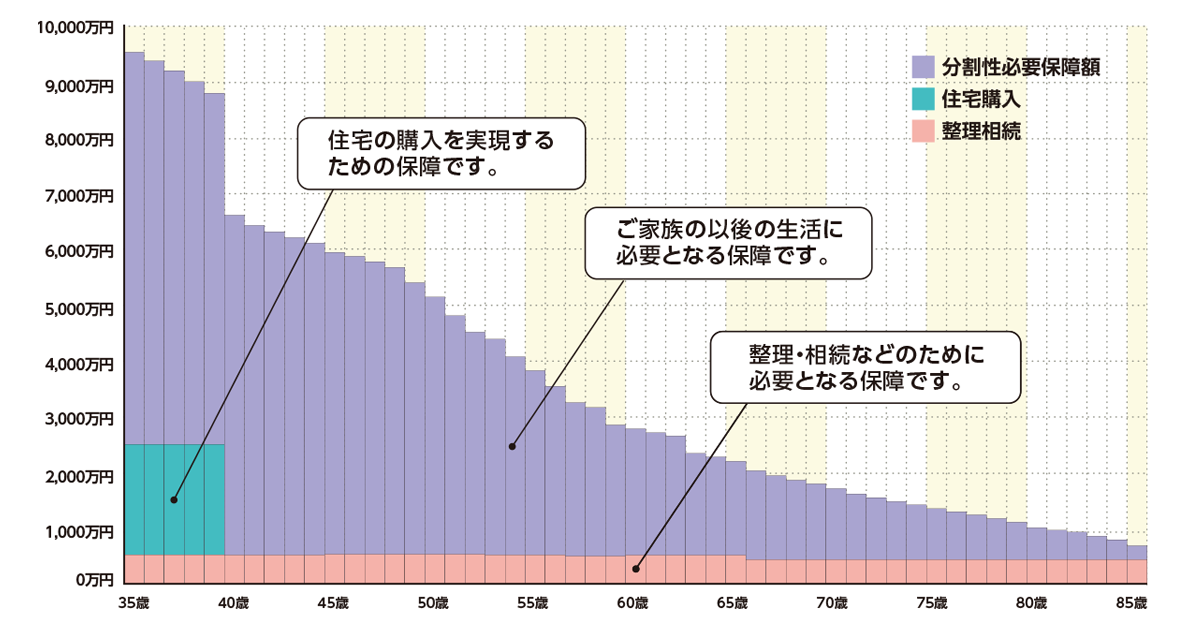 10,000万円
9,000万円
8,000万円
7,000万円
6,000万円
5,000万円
4,000万円
3,000万円
2,000万円
1,000万円
0万円
分割性必要保障額
住宅購入
整理相続
住宅の購入を実現する
ための保障です。
ご家族の以後の生活に
必要となる保障です。
整理・相続などのために
必要となる保障です。
35歳 40歳 45歳 50歳 55歳 60歳 65歳 70歳 75歳 80歳 85歳